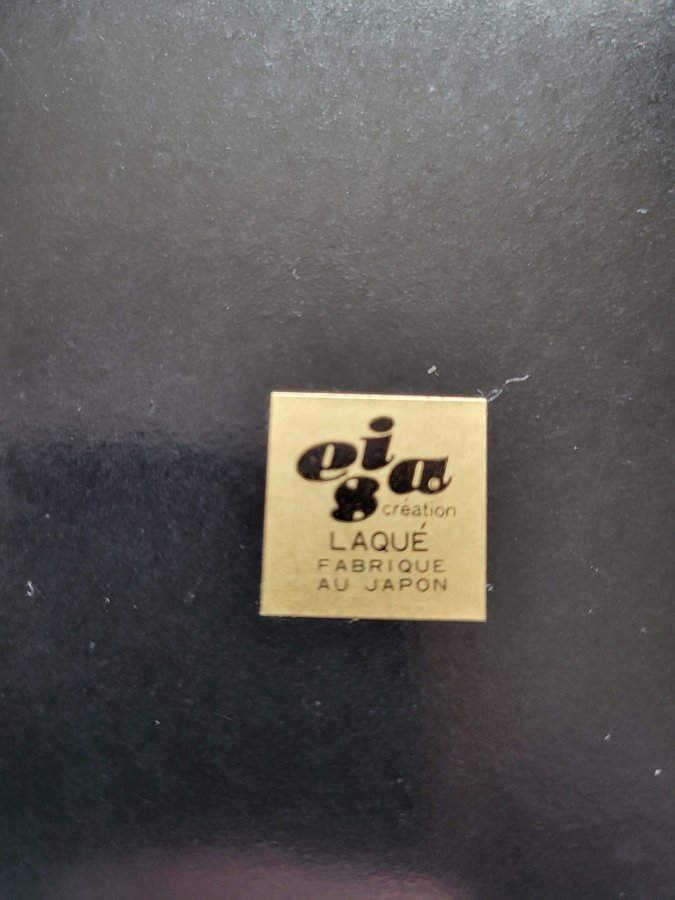 eiga
création
LAQUÉ
FABRIQUE
AU JAPON